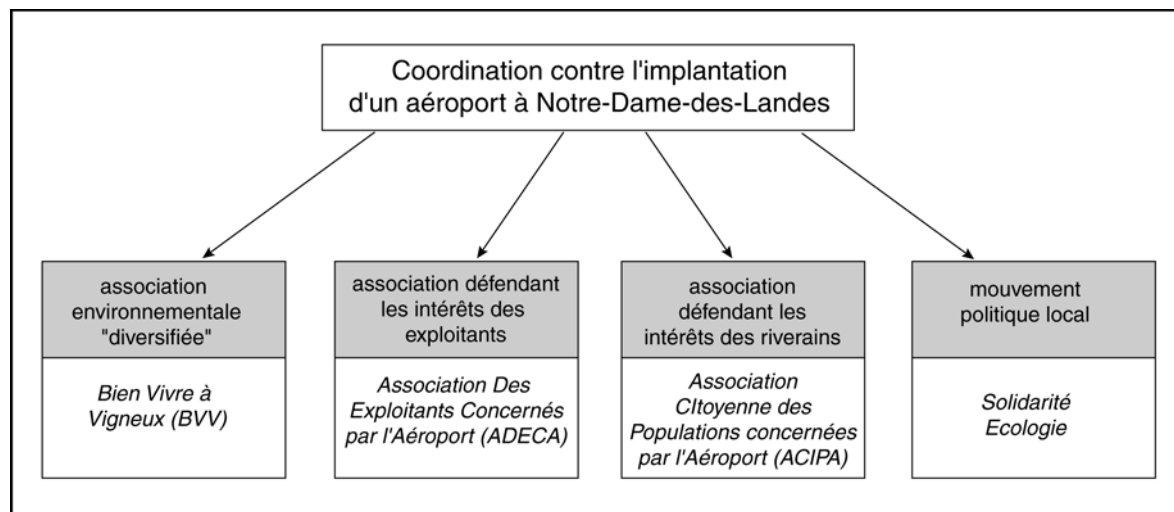 Coordination contre l'implantation
d'un aéroport à Notre-Dame-des-Landes
association
environnementale
"diversifiée"
Bien Vivre à
Vigneux (BVV)
association défendant
les intérêts des
exploitants
Association Des
Exploitants Concernés
par l'Aéroport (ADECA)
association
défendant les
intérêts des riverains
Association
CItoyenne des
Populations concernées
par l'Aéroport (ACIPA)
mouvement
politique local
Solidarité
Ecologie